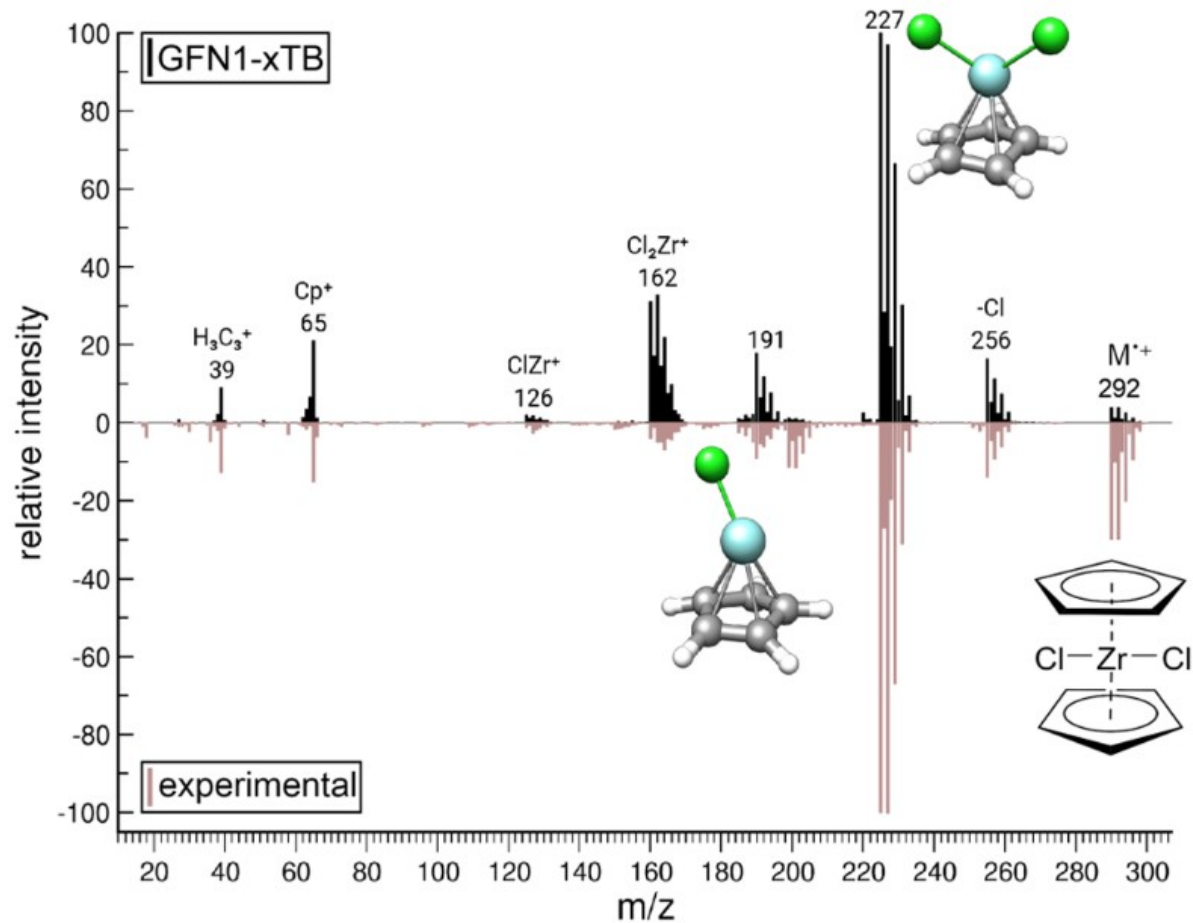 GFN1-xTB
experimental
relative intensity
100
80
60
40
20
0
-20
-40
-60
-80
-100
H₃C₃⁺
39
Cp⁺
65
ClZr⁺
126
Cl₂Zr⁺
162
191
227
-Cl
256
M•⁺
292
Cl—Zr—Cl
20 40 60 80 100 120 140 160 180 200 220 240 260 280 300
m/z